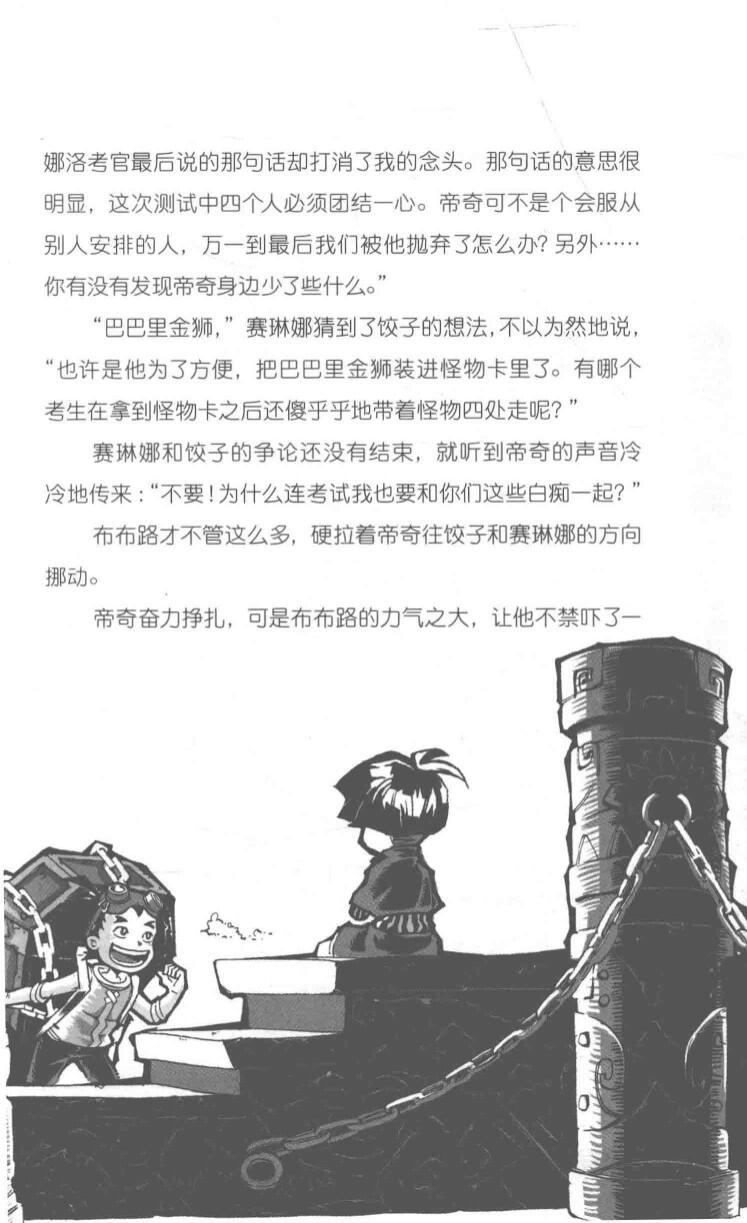 娜洛考官最后说的那句话却打消了我的念头。那句话的意思很
明显，这次测试中四个人必须团结一心。帝奇可不是个会服从
别人安排的人，万一到最后我们被他抛弃了怎么办？另外……
你有没有发现帝奇身边少了些什么。”
“巴巴里金狮，”赛琳娜猜到了饺子的想法，不以为然地说，
“也许是他为了方便，把巴巴里金狮装进怪物卡里了。有哪个
考生在拿到怪物卡之后还傻乎乎地带着怪物四处走呢？”
赛琳娜和饺子的争论还没有结束，就听到帝奇的声音冷
冷地传来：“不要！为什么连考试我也要和你们这些白痴一起？”
布布路才不管这么多，硬拉着帝奇往饺子和赛琳娜的方向
挪动。
帝奇奋力挣扎，可是布布路的力气之大，让他不禁吓了一